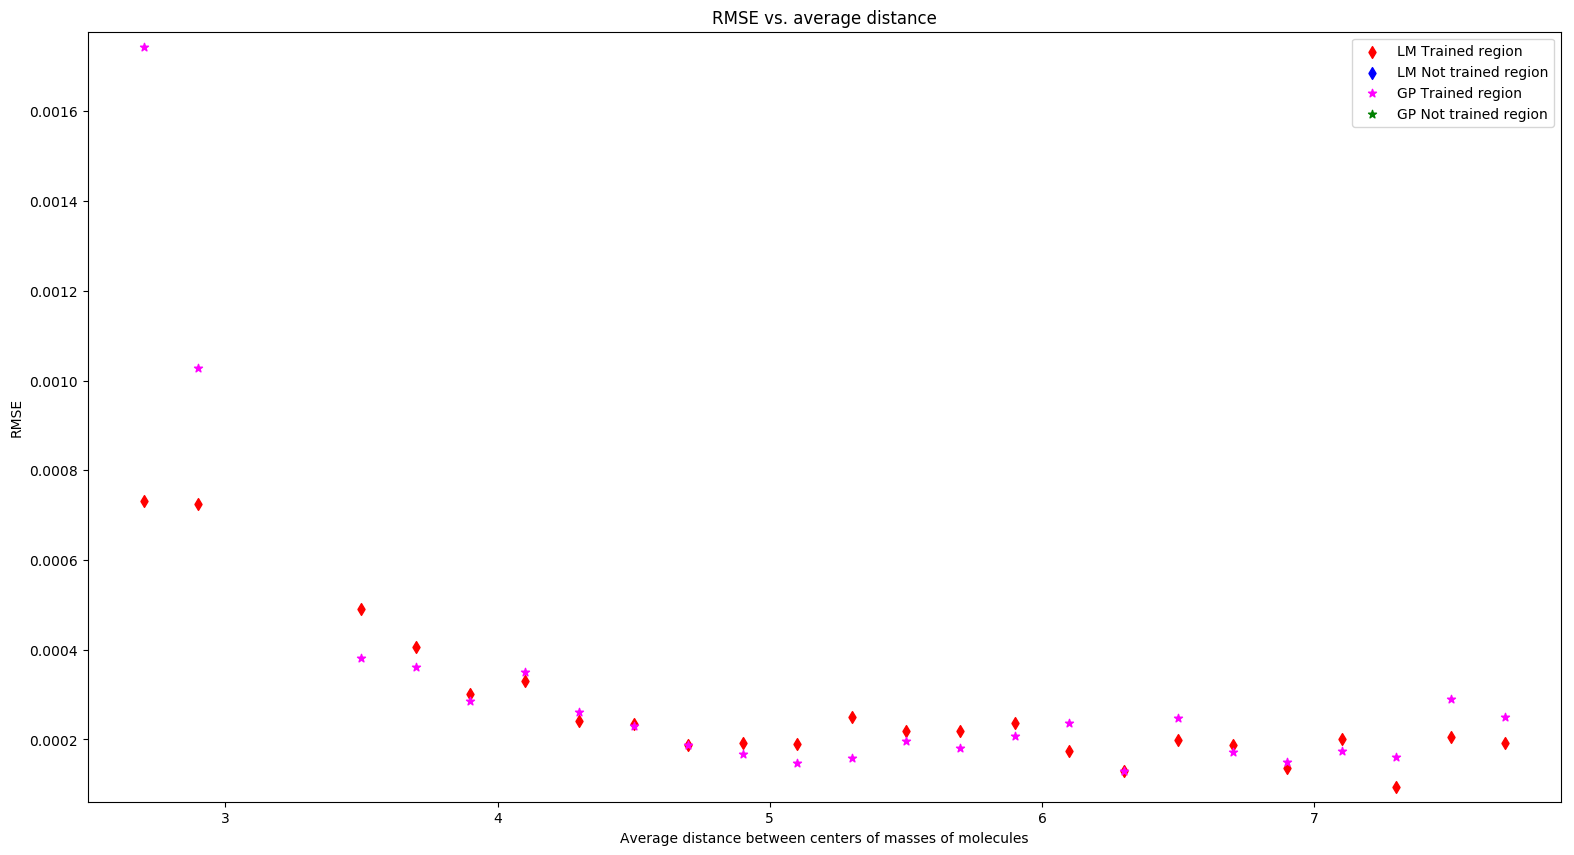 RMSE vs. average distance
LM Trained region
LM Not trained region
GP Trained region
GP Not trained region
0.0016
0.0014
0.0012
0.0010
0.0008
0.0006
0.0004
0.0002
RMSE
3 4 5 6 7
Average distance between centers of masses of molecules